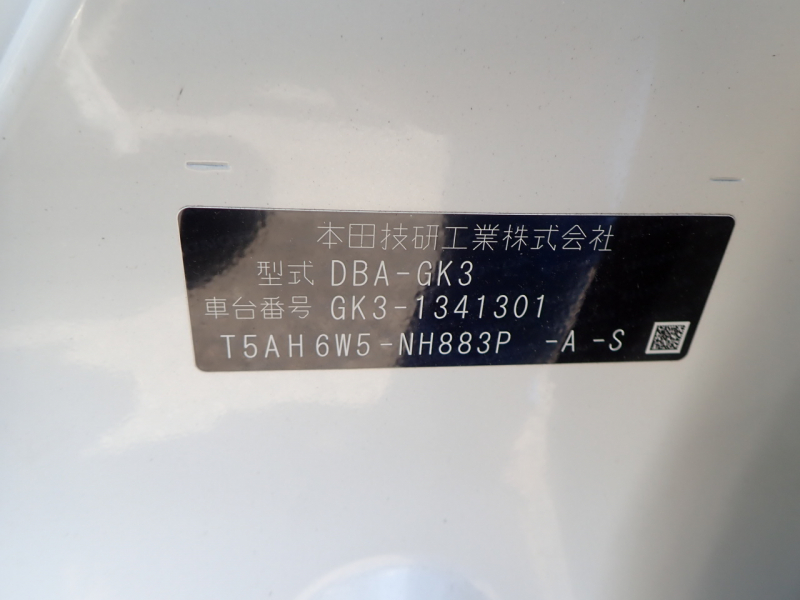 本田技研工業株式会社
型式 DBA-GK3
車台番号 GK3-1341301
T5AH6W5-NH883P -A-S